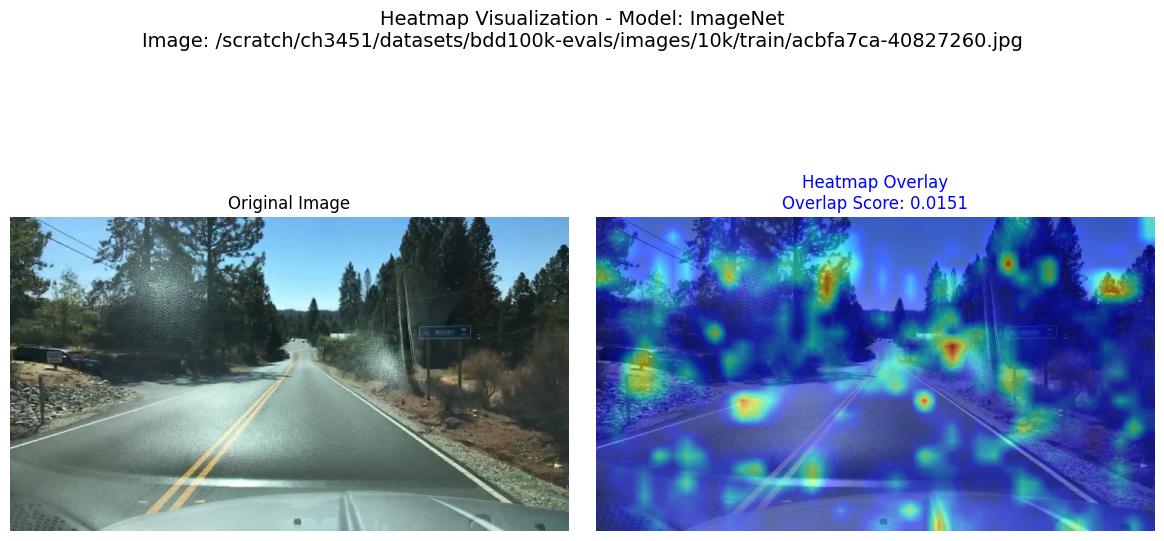 Heatmap Visualization - Model: ImageNet
Image: /scratch/ch3451/datasets/bdd100k-evals/images/10k/train/acbfa7ca-40827260.jpg
Original Image
Heatmap Overlay
Overlap Score: 0.0151